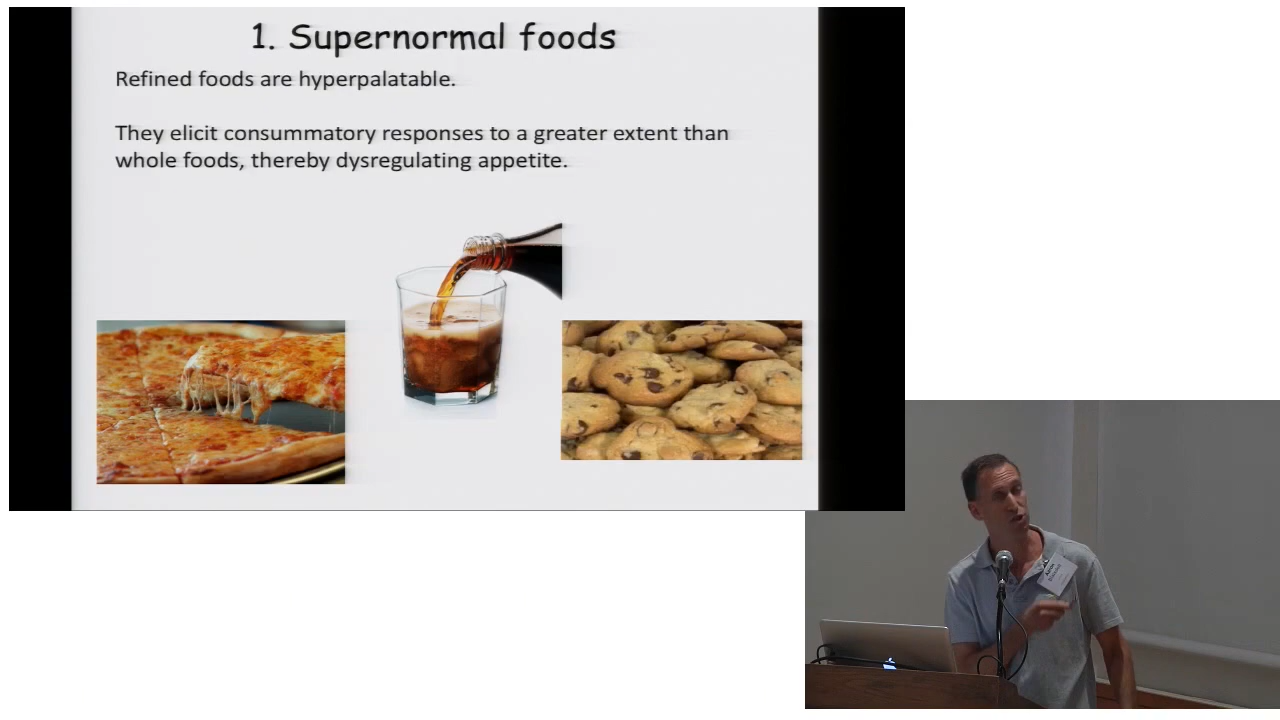 1. Supernormal foods
Refined foods are hyperpalatable.
They elicit consummatory responses to a greater extent than
whole foods, thereby dysregulating appetite.
Aaron